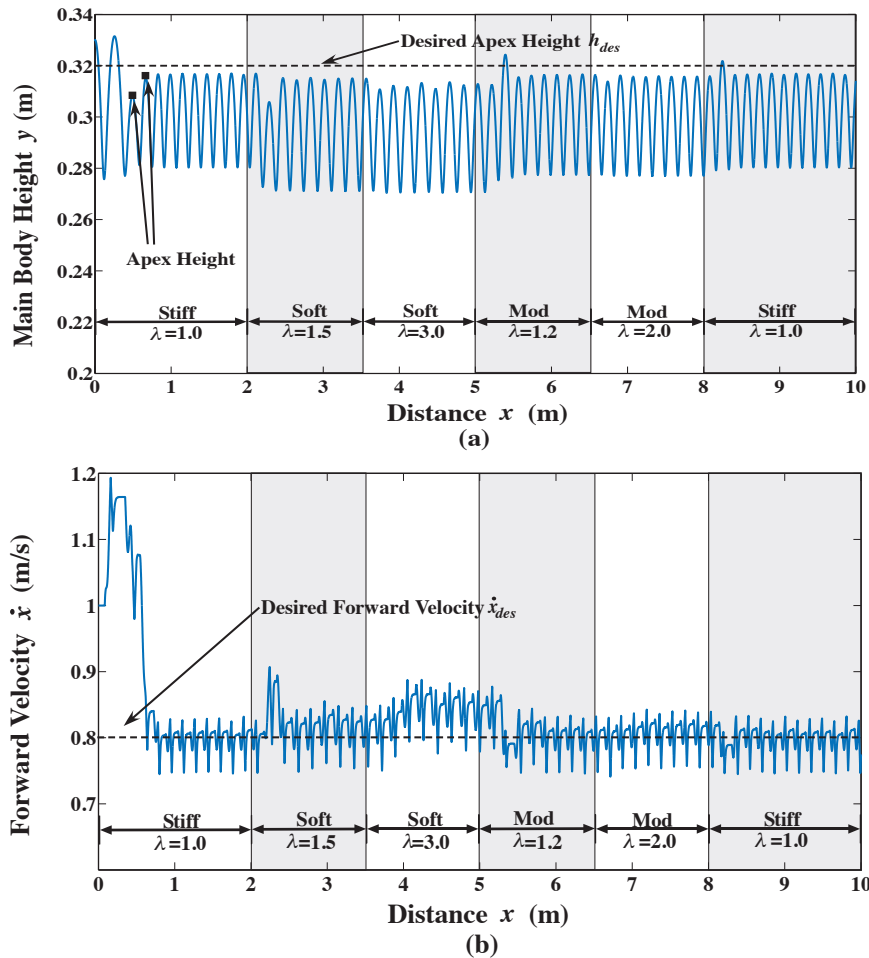 0.34
Desired Apex Height h_des
0.32
0.3
0.28
0.26
Apex Height
0.24
Stiff Soft Soft Mod Mod Stiff
0.22
λ=1.0 λ=1.5 λ=3.0 λ=1.2 λ=2.0 λ=1.0
0.2
0 1 2 3 4 5 6 7 8 9 10
Main Body Height y (m)
Distance x (m)
(a)
1.2
1.1
1
Desired Forward Velocity ẋ_des
0.9
0.8
0.7
Stiff Soft Soft Mod Mod Stiff
λ=1.0 λ=1.5 λ=3.0 λ=1.2 λ=2.0 λ=1.0
0 1 2 3 4 5 6 7 8 9 10
Forward Velocity ẋ (m/s)
Distance x (m)
(b)